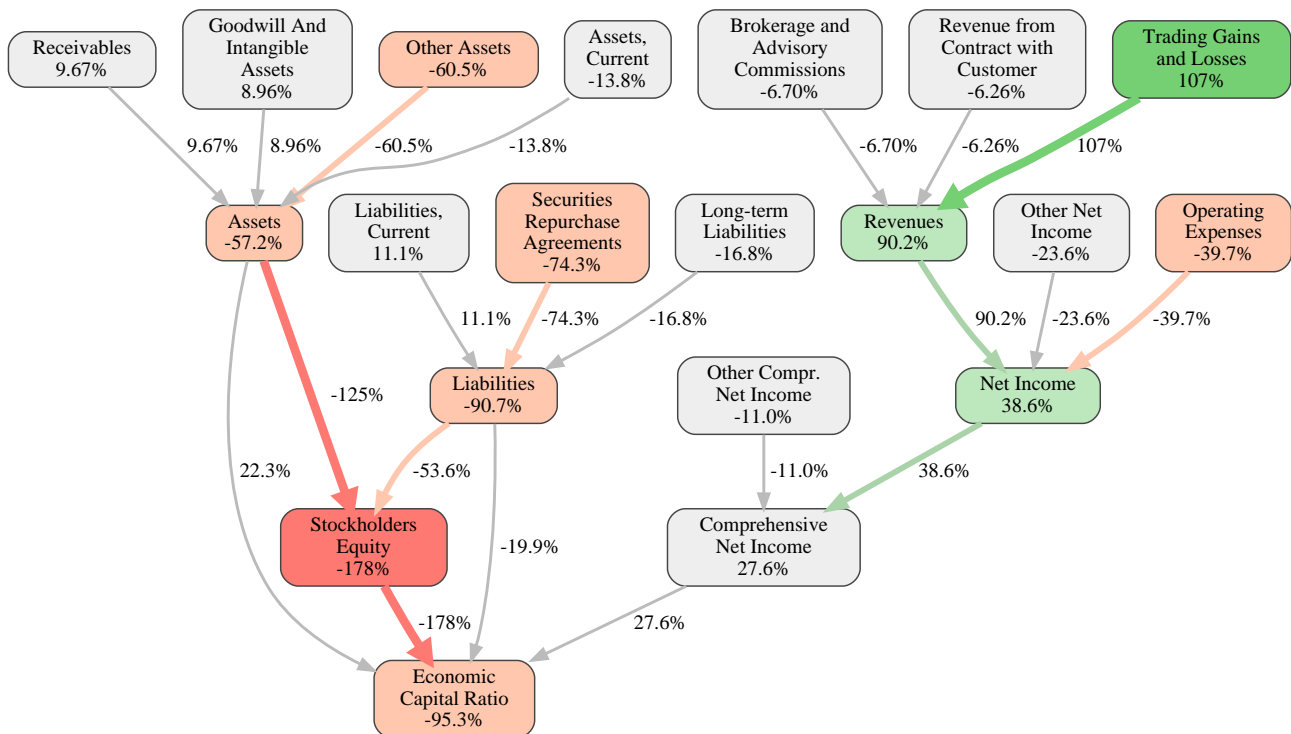 Receivables
9.67%
Goodwill And
Intangible
Assets
8.96%
Other Assets
-60.5%
Assets,
Current
-13.8%
Brokerage and
Advisory
Commissions
-6.70%
Revenue from
Contract with
Customer
-6.26%
Trading Gains
and Losses
107%
9.67%
8.96%
-60.5%
-13.8%
-6.70%
-6.26%
107%
Assets
-57.2%
Liabilities,
Current
11.1%
Securities
Repurchase
Agreements
-74.3%
Long-term
Liabilities
-16.8%
Revenues
90.2%
Other Net
Income
-23.6%
Operating
Expenses
-39.7%
11.1%
-74.3%
-16.8%
90.2%
-23.6%
-39.7%
-125%
Liabilities
-90.7%
Other Compr.
Net Income
-11.0%
Net Income
38.6%
22.3%
-53.6%
-11.0%
38.6%
Stockholders
Equity
-178%
-19.9%
Comprehensive
Net Income
27.6%
-178%
27.6%
Economic
Capital Ratio
-95.3%